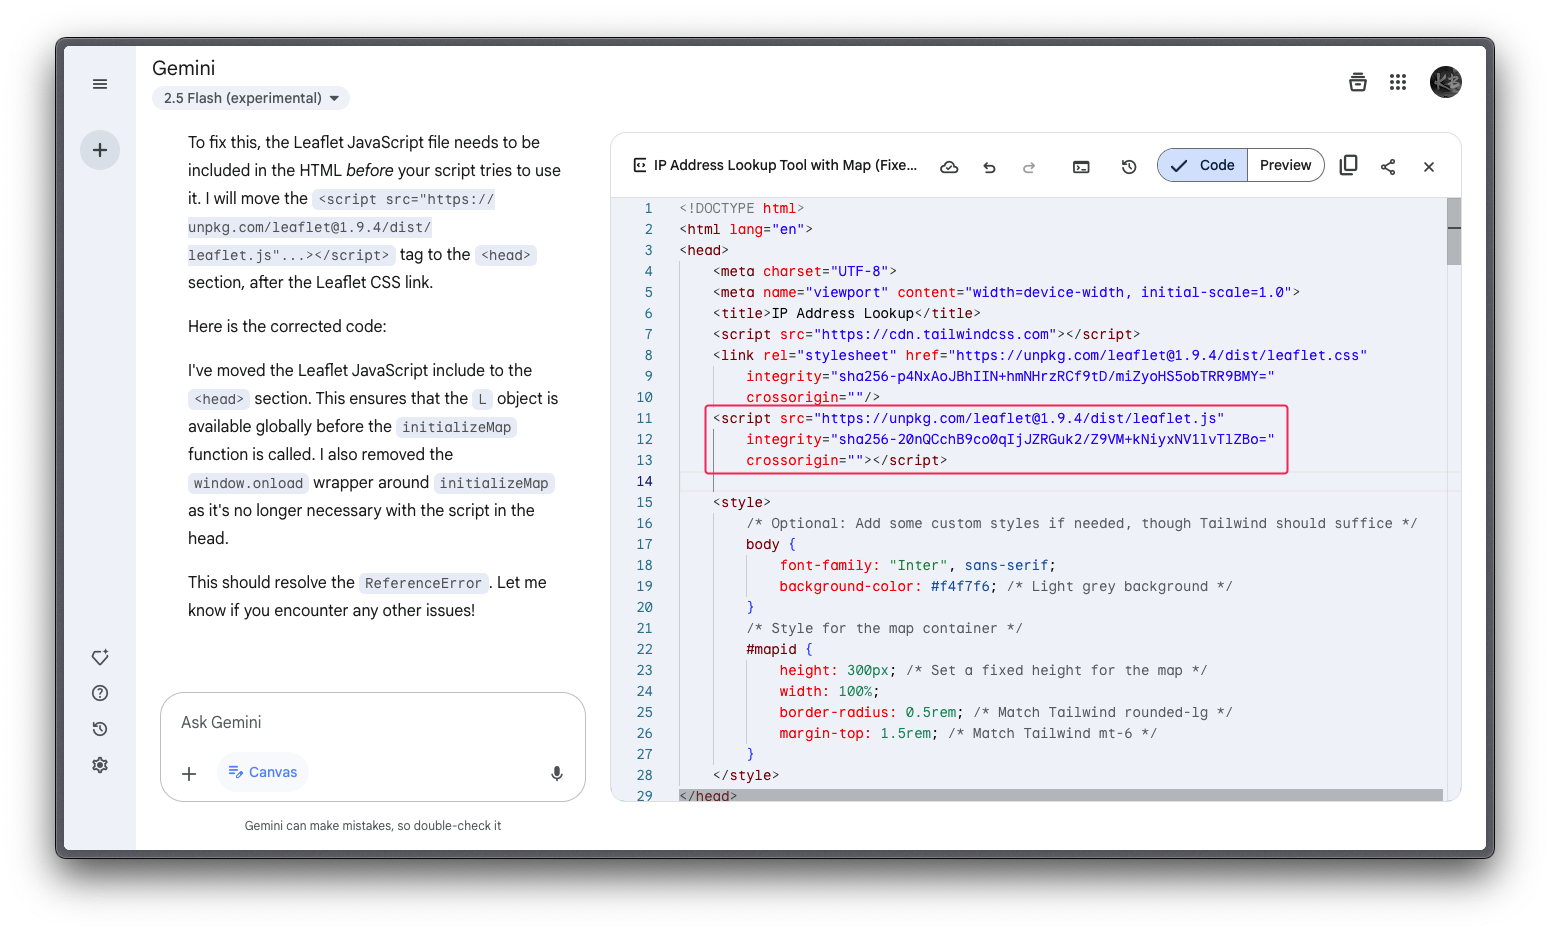 Gemini
2.5 Flash (experimental)
To fix this, the Leaflet JavaScript file needs to be
included in the HTML before your script tries to use
it. I will move the <script src="https://
unpkg.com/leaflet@1.9.4/dist/
leaflet.js"...></script> tag to the <head>
section, after the Leaflet CSS link.
Here is the corrected code:
I've moved the Leaflet JavaScript include to the
<head> section. This ensures that the L object is
available globally before the initializeMap
function is called. I also removed the
window.onload wrapper around initializeMap
as it's no longer necessary with the script in the
head.
This should resolve the ReferenceError. Let me
know if you encounter any other issues!
Ask Gemini
Canvas
Gemini can make mistakes, so double-check it
IP Address Lookup Tool with Map (Fixe...
Code
Preview
KB
1 <!DOCTYPE html>
2 <html lang="en">
3 <head>
4 <meta charset="UTF-8">
5 <meta name="viewport" content="width=device-width, initial-scale=1.0">
6 <title>IP Address Lookup</title>
7 <script src="https://cdn.tailwindcss.com"></script>
8 <link rel="stylesheet" href="https://unpkg.com/leaflet@1.9.4/dist/leaflet.css"
9 integrity="sha256-p4NxAoJBhIIN+hmNHrzRCf9tD/miZyoHS5obTRR9BMY="
10 crossorigin=""/>
11 <script src="https://unpkg.com/leaflet@1.9.4/dist/leaflet.js"
12 integrity="sha256-20nQCchB9co0qIjJZRGuk2/Z9VM+kNiyxNV1lvTlZBo="
13 crossorigin=""></script>
14
15 <style>
16 /* Optional: Add some custom styles if needed, though Tailwind should suffice */
17 body {
18 font-family: "Inter", sans-serif;
19 background-color: #f4f7f6; /* Light grey background */
20 }
21 /* Style for the map container */
22 #mapid {
23 height: 300px; /* Set a fixed height for the map */
24 width: 100%;
25 border-radius: 0.5rem; /* Match Tailwind rounded-lg */
26 margin-top: 1.5rem; /* Match Tailwind mt-6 */
27 }
28 </style>
29 </head>